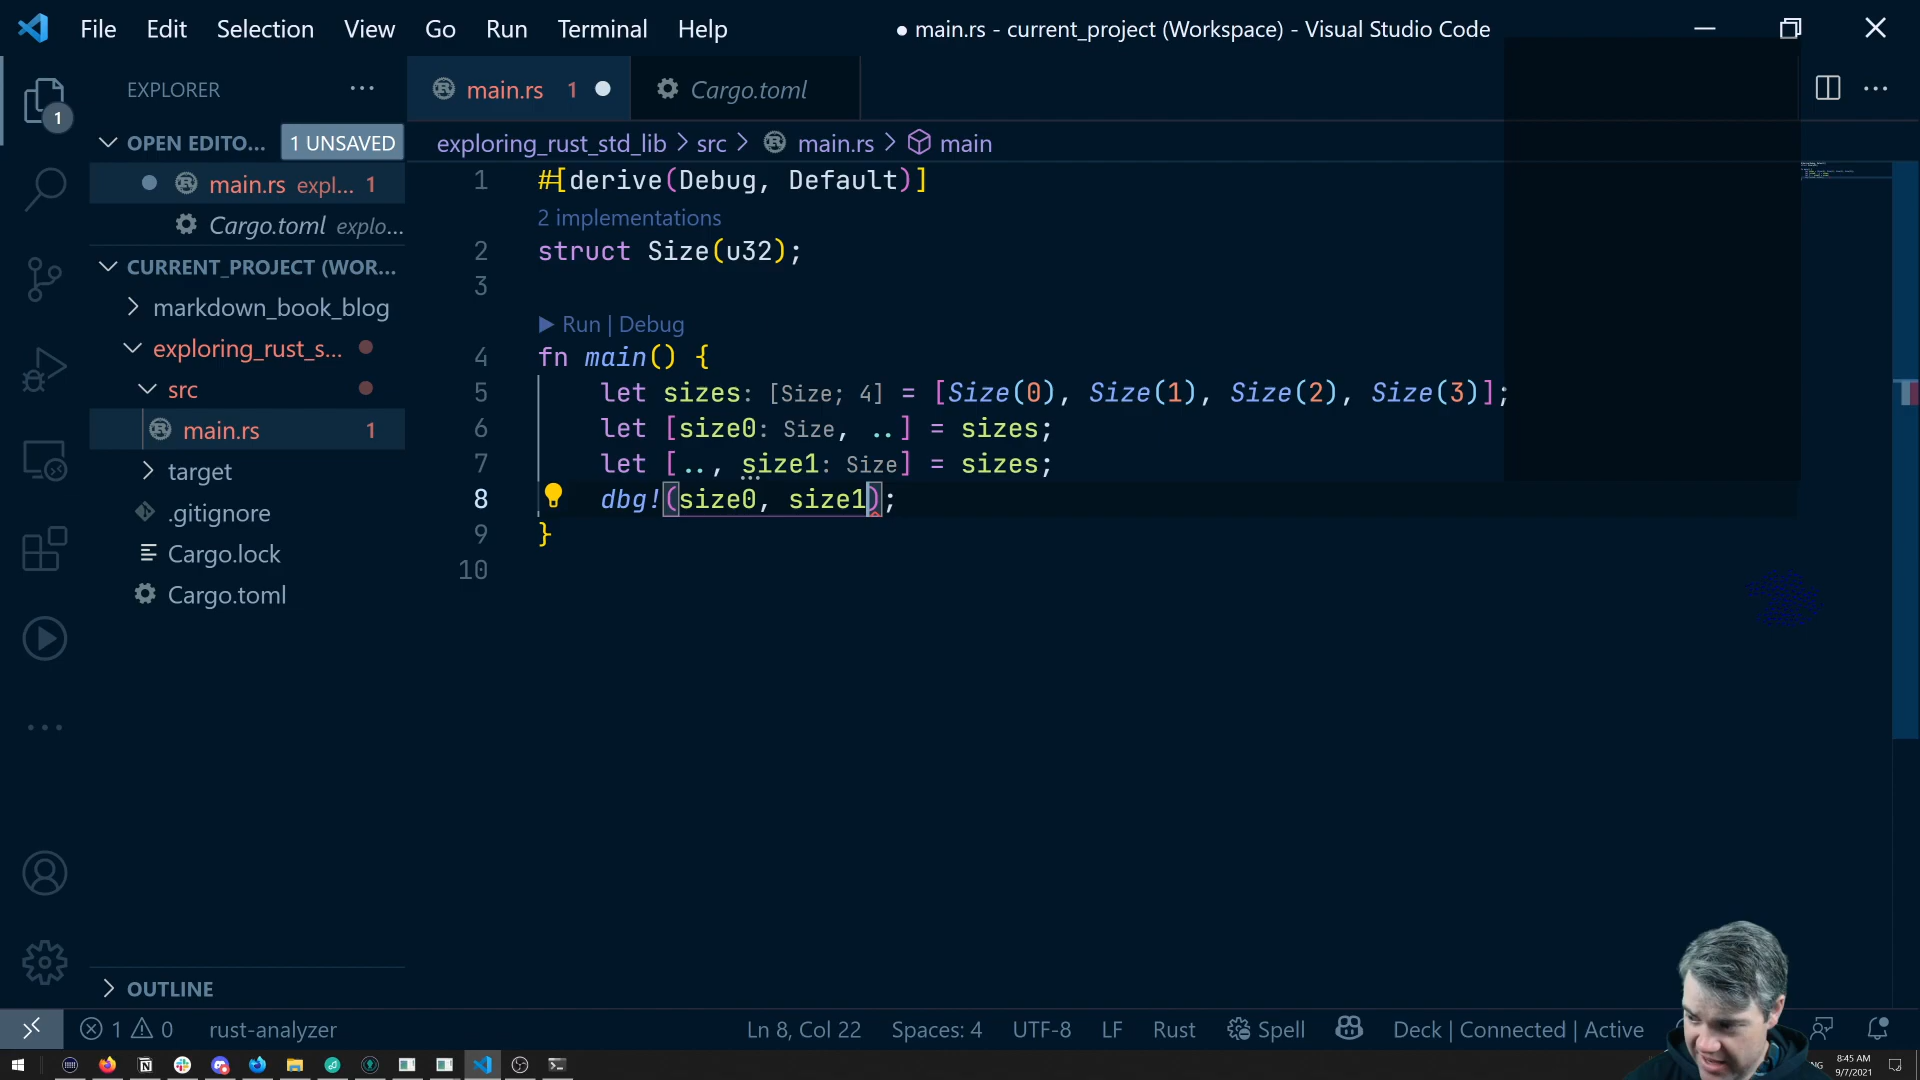 File Edit Selection View Go Run Terminal Help
● main.rs - current_project (Workspace) - Visual Studio Code
EXPLORER
main.rs 1
Cargo.toml
1
OPEN EDITO... 1 UNSAVED
exploring_rust_std_lib > src > main.rs > main
main.rs expl... 1
Cargo.toml explo...
CURRENT_PROJECT (WOR...
markdown_book_blog
exploring_rust_s...
src
main.rs 1
target
.gitignore
Cargo.lock
Cargo.toml
OUTLINE
1 #[derive(Debug, Default)]
2 implementations
2 struct Size(u32);
3
Run | Debug
4 fn main() {
5 let sizes: [Size; 4] = [Size(0), Size(1), Size(2), Size(3)];
6 let [size0: Size, ..] = sizes;
7 let [.., size1: Size] = sizes;
8 dbg!(size0, size1);
9 }
10
1 0 rust-analyzer
Ln 8, Col 22 Spaces: 4 UTF-8 LF Rust Spell Deck | Connected | Active
8:45 AM
9/7/2021